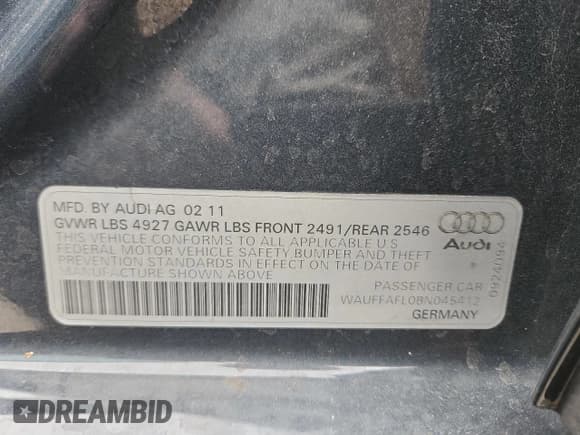 MFD. BY AUDI AG 02 11
GVWR LBS 4927 GAWR LBS FRONT 2491/REAR 2546
THIS VEHICLE CONFORMS TO ALL APPLICABLE U.S
FEDERAL MOTOR VEHICLE SAFETY BUMPER AND THEFT
PREVENTION STANDARDS IN EFFECT ON THE DATE OF
MANUFACTURE SHOWN ABOVE
Audi
0924094
PASSENGER CAR
WAUFFAFL0BN045412
GERMANY
DREAMBID